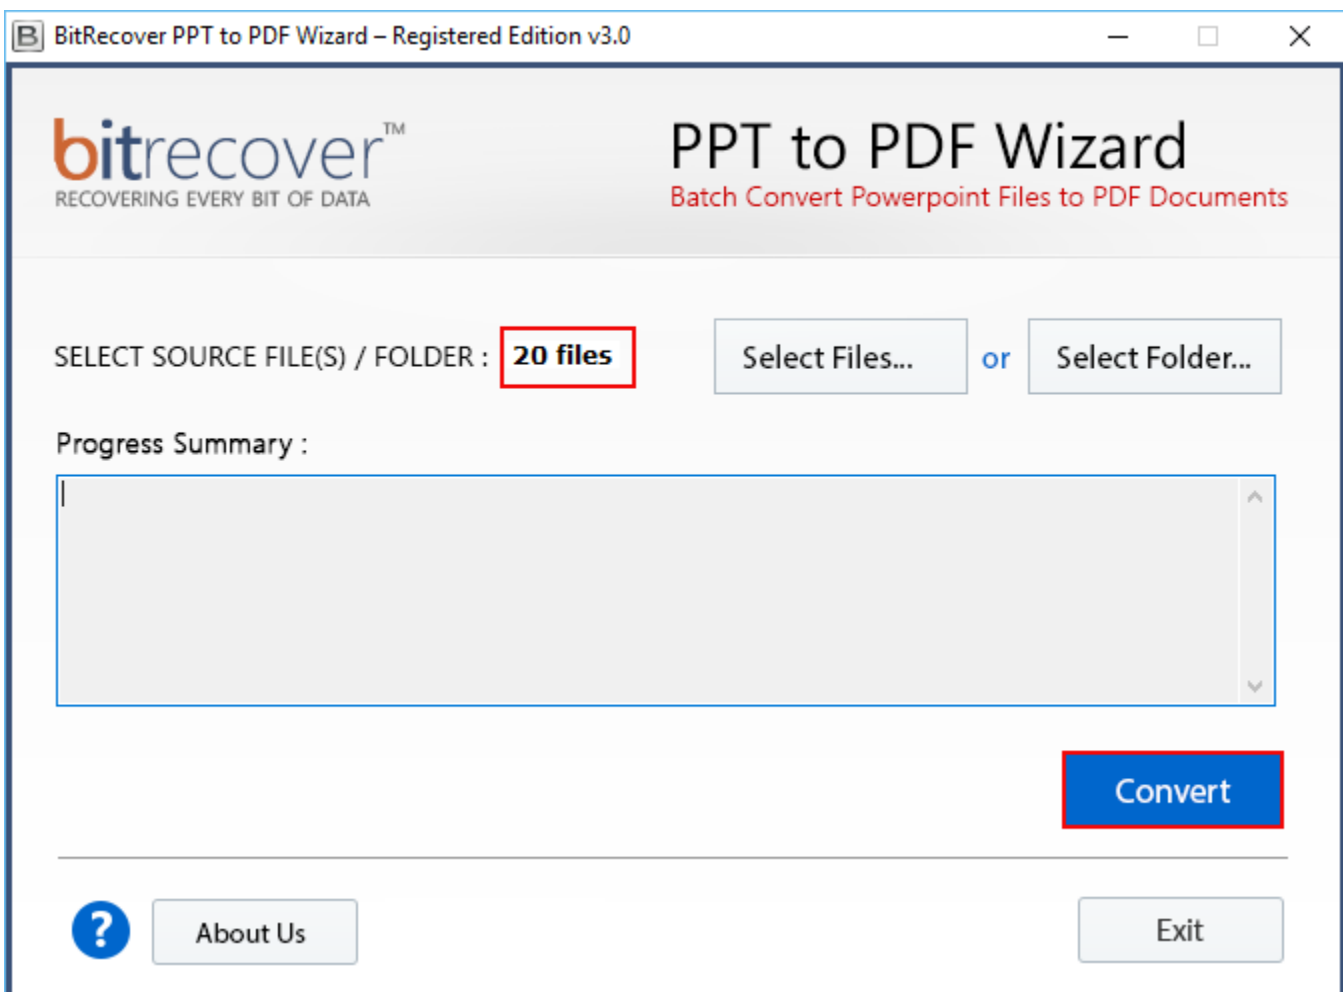 B BitRecover PPT to PDF Wizard – Registered Edition v3.0
bitrecover™
RECOVERING EVERY BIT OF DATA
PPT to PDF Wizard
Batch Convert Powerpoint Files to PDF Documents
SELECT SOURCE FILE(S) / FOLDER : 20 files Select Files... or Select Folder...
Progress Summary :
Convert
? About Us Exit